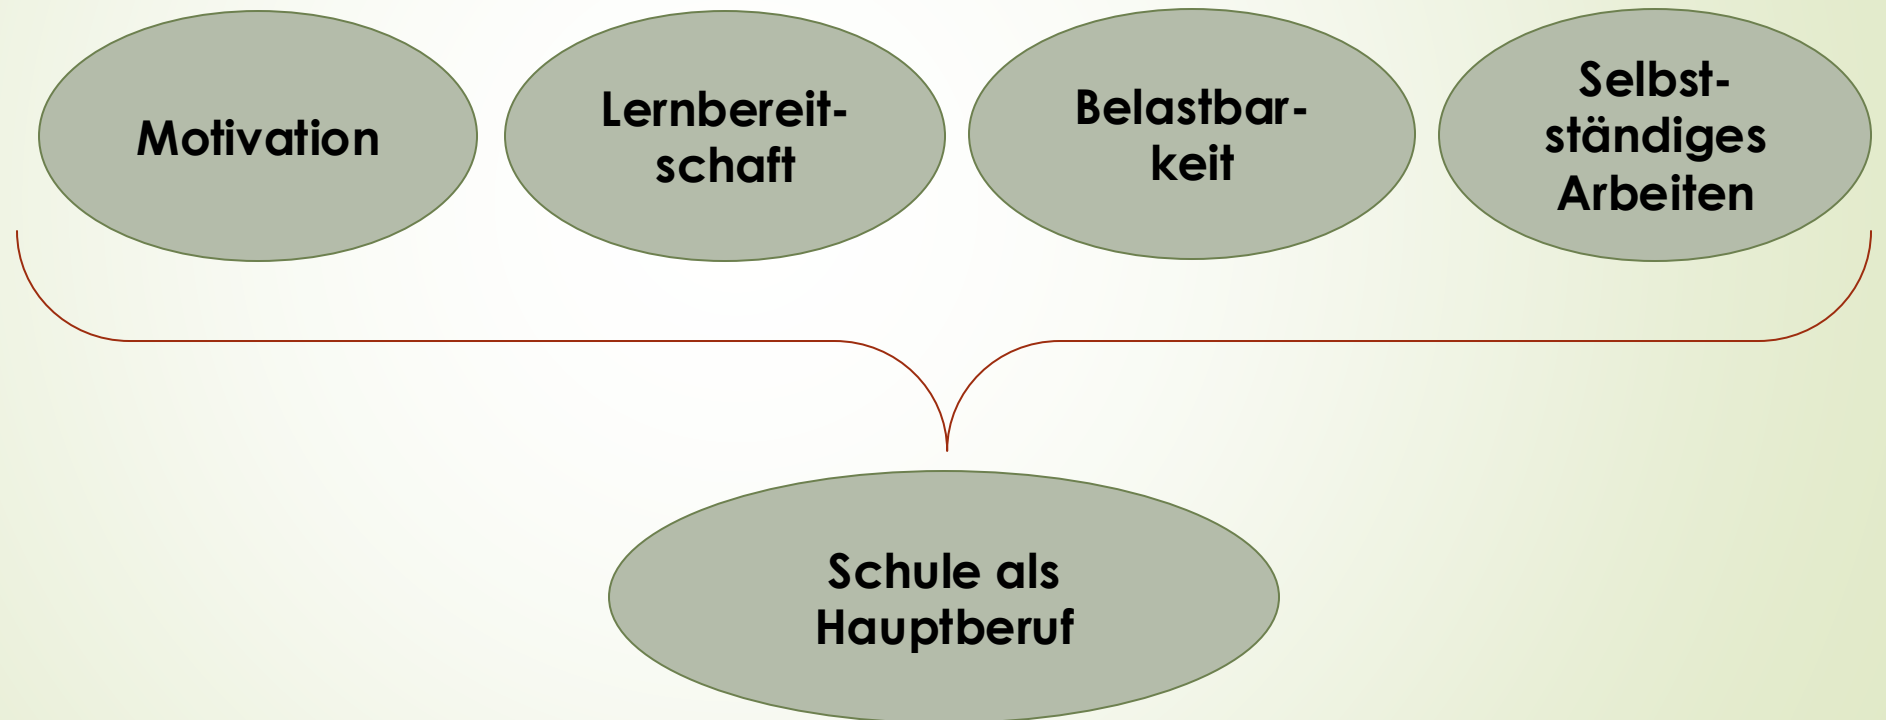 Motivation
Lernbereit-
schaft
Belastbar-
keit
Selbst-
ständiges
Arbeiten
Schule als
Hauptberuf